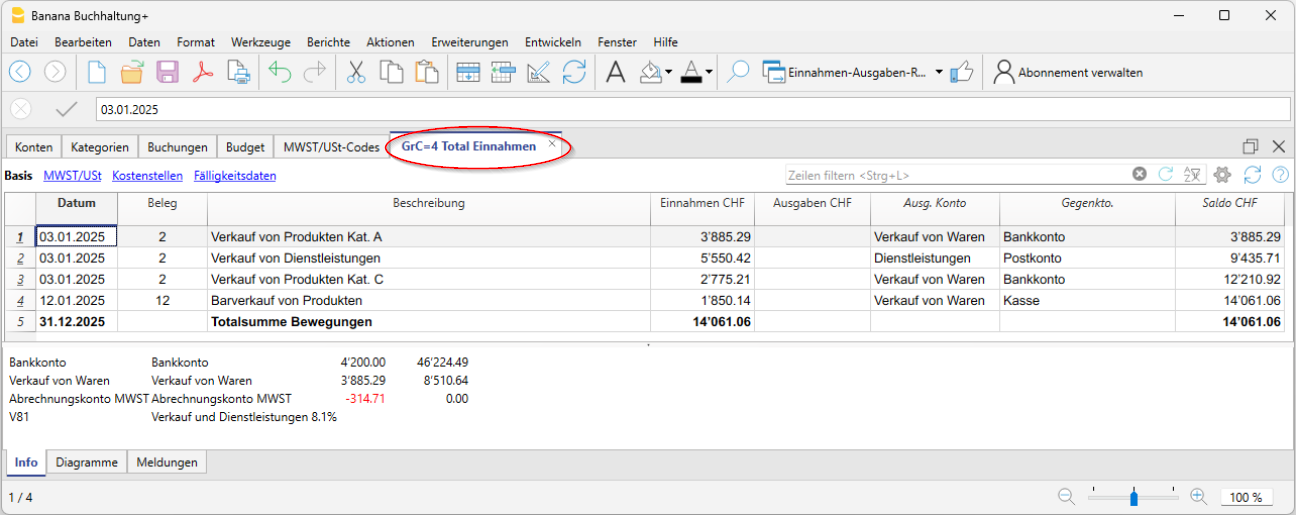 Banana Buchhaltung+
Datei Bearbeiten Daten Format Werkzeuge Berichte Aktionen Erweiterungen Entwickeln Fenster Hilfe
Einnahmen-Ausgaben-R... Abonnement verwalten
03.01.2025
Konten Kategorien Buchungen Budget MWST/USt-Codes GrC=4 Total Einnahmen
Basis MWST/USt Kostenstellen Fälligkeitsdaten Zeilen filtern <Strg+L>
Datum Beleg Beschreibung Einnahmen CHF Ausgaben CHF Ausg. Konto Gegenkto. Saldo CHF
1 03.01.2025 2 Verkauf von Produkten Kat. A 3'885.29 Verkauf von Waren Bankkonto 3'885.29
2 03.01.2025 2 Verkauf von Dienstleistungen 5'550.42 Dienstleistungen Postkonto 9'435.71
3 03.01.2025 2 Verkauf von Produkten Kat. C 2'775.21 Verkauf von Waren Bankkonto 12'210.92
4 12.01.2025 12 Barverkauf von Produkten 1'850.14 Verkauf von Waren Kasse 14'061.06
5 31.12.2025 Totalsumme Bewegungen 14'061.06 14'061.06
Bankkonto Bankkonto 4'200.00 46'224.49
Verkauf von Waren Verkauf von Waren 3'885.29 8'510.64
Abrechnungskonto MWST Abrechnungskonto MWST -314.71 0.00
V81 Verkauf und Dienstleistungen 8.1%
Info Diagramme Meldungen
1 / 4 100 %